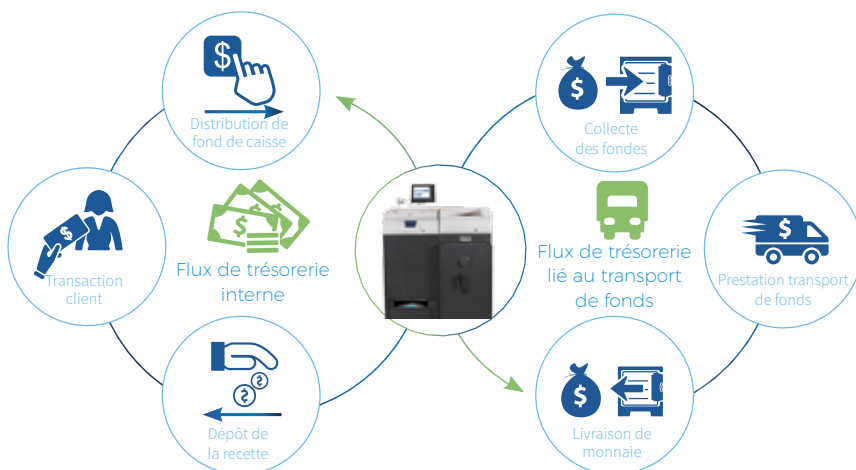 Distribution de
fond de caisse
Transaction
client
Flux de trésorerie
interne
Dépôt de
la recette
Collecte
des fondes
Flux de trésorerie
lié au transport
de fonds
Prestation transport
de fonds
Livraison de
monnaie